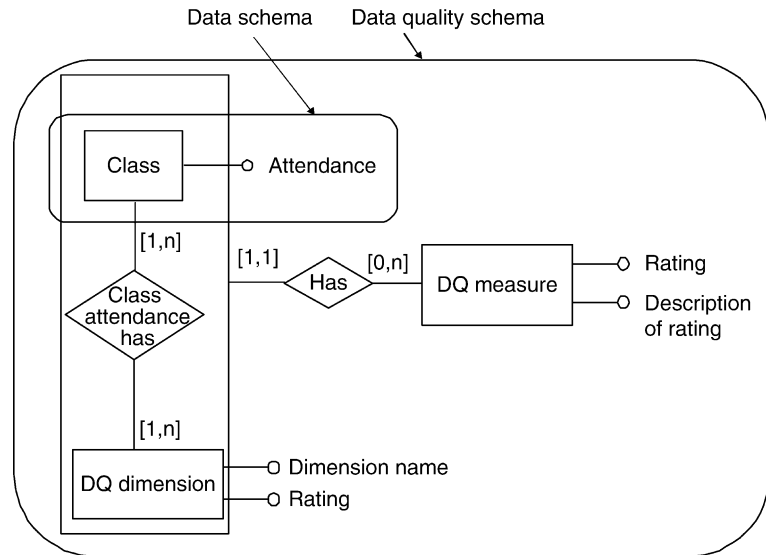 Data schema
Data quality schema
Class
Attendance
[1,n]
[1,1]
Has
[0,n]
DQ measure
Rating
Description
of rating
Class
attendance
has
[1,n]
DQ dimension
Dimension name
Rating